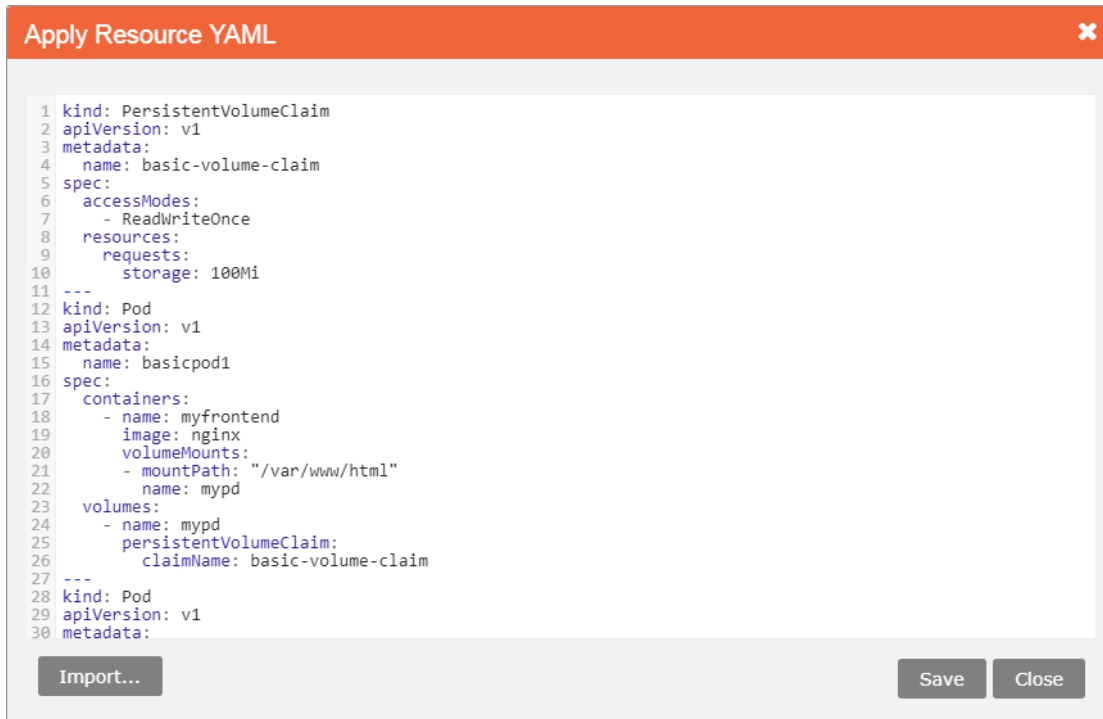 Apply Resource YAML
1 kind: PersistentVolumeClaim
2 apiVersion: v1
3 metadata:
4   name: basic-volume-claim
5 spec:
6   accessModes:
7     - ReadWriteOnce
8   resources:
9     requests:
10       storage: 100Mi
11 ---
12 kind: Pod
13 apiVersion: v1
14 metadata:
15   name: basicpod1
16 spec:
17   containers:
18     - name: myfrontend
19       image: nginx
20       volumeMounts:
21       - mountPath: "/var/www/html"
22         name: mypd
23   volumes:
24     - name: mypd
25       persistentVolumeClaim:
26         claimName: basic-volume-claim
27 ---
28 kind: Pod
29 apiVersion: v1
30 metadata:
Import... Save Close